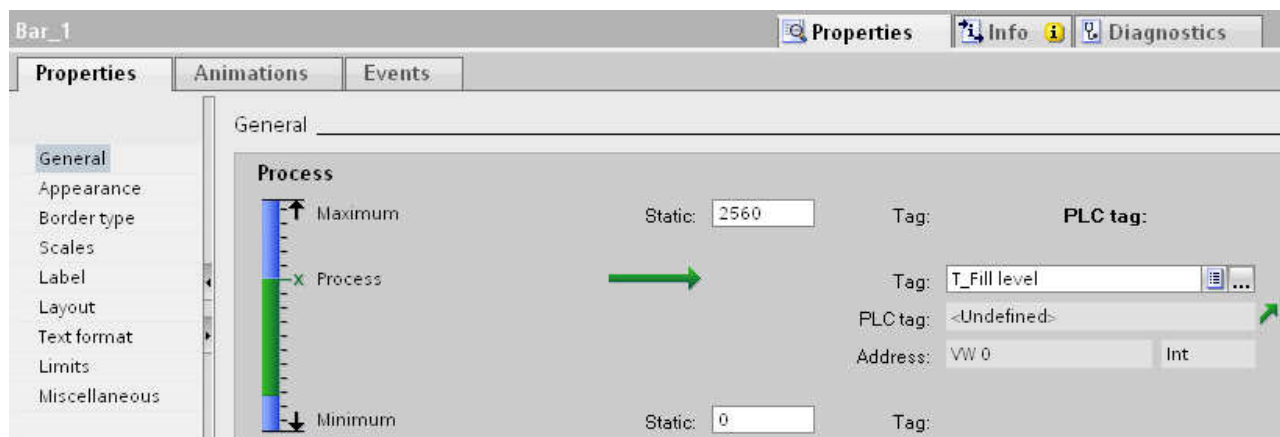 Bar_1
Properties Info Diagnostics
Properties Animations Events
General
General
Appearance
Border type
Scales
Label
Layout
Text format
Limits
Miscellaneous
Process
Maximum Static: 2560 Tag: PLC tag:
x Process Tag: T_Fill level ...
PLC tag: <Undefined>
Address: VW 0 Int
Minimum Static: 0 Tag: